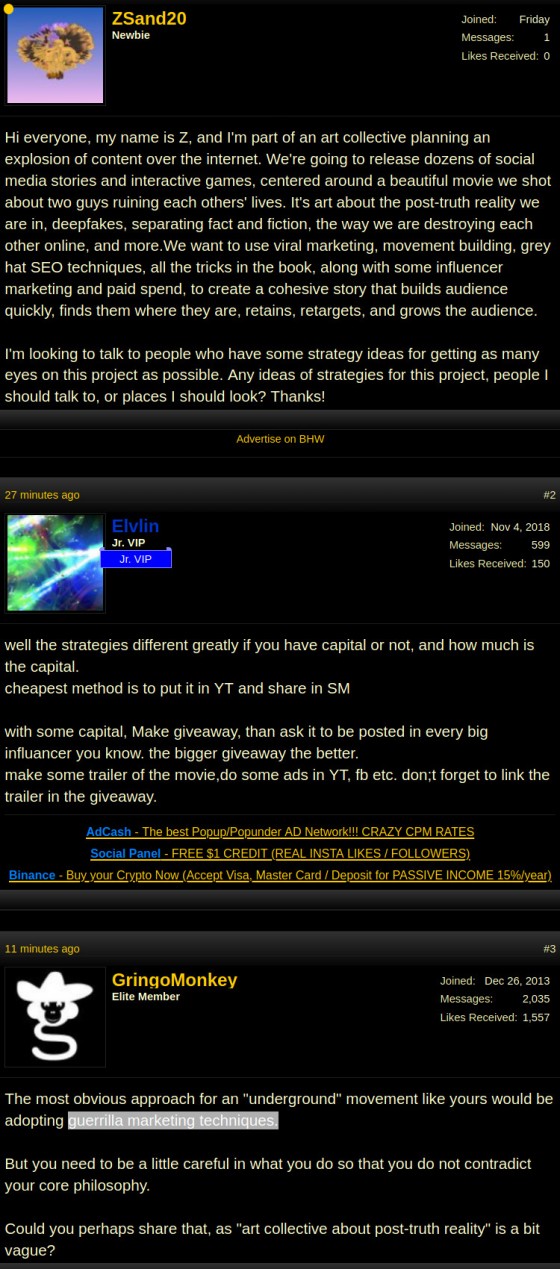 ZSand20
Newbie
Joined: Friday
Messages: 1
Likes Received: 0
Hi everyone, my name is Z, and I'm part of an art collective planning an
explosion of content over the internet. We're going to release dozens of social
media stories and interactive games, centered around a beautiful movie we shot
about two guys ruining each others' lives. It's art about the post-truth reality we
are in, deepfakes, separating fact and fiction, the way we are destroying each
other online, and more.We want to use viral marketing, movement building, grey
hat SEO techniques, all the tricks in the book, along with some influencer
marketing and paid spend, to create a cohesive story that builds audience
quickly, finds them where they are, retains, retargets, and grows the audience.
I'm looking to talk to people who have some strategy ideas for getting as many
eyes on this project as possible. Any ideas of strategies for this project, people I
should talk to, or places I should look? Thanks!
Advertise on BHW
27 minutes ago #2
Elvlin
Jr. VIP
Jr. VIP
Joined: Nov 4, 2018
Messages: 599
Likes Received: 150
well the strategies different greatly if you have capital or not, and how much is
the capital.
cheapest method is to put it in YT and share in SM
with some capital, Make giveaway, than ask it to be posted in every big
influencer you know. the bigger giveaway the better.
make some trailer of the movie,do some ads in YT, fb etc. don;t forget to link the
trailer in the giveaway.
AdCash - The best Popup/Popunder AD Network!!! CRAZY CPM RATES
Social Panel - FREE $1 CREDIT (REAL INSTA LIKES / FOLLOWERS)
Binance - Buy your Crypto Now (Accept Visa, Master Card / Deposit for PASSIVE INCOME 15%/year)
11 minutes ago #3
GringoMonkey
Elite Member
Joined: Dec 26, 2013
Messages: 2,035
Likes Received: 1,557
The most obvious approach for an "underground" movement like yours would be
adopting guerrilla marketing techniques.
But you need to be a little careful in what you do so that you do not contradict
your core philosophy.
Could you perhaps share that, as "art collective about post-truth reality" is a bit
vague?